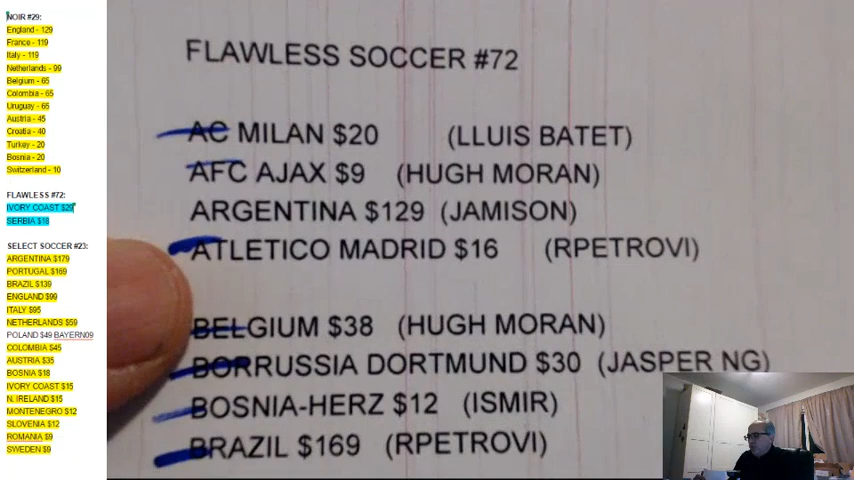 NOIR #29:
England - 129
France - 119
Italy - 119
Netherlands - 99
Belgium - 65
Colombia - 65
Uruguay - 65
Austria - 45
Croatia - 40
Turkey - 20
Bosnia - 20
Switzerland - 10
FLAWLESS #72:
IVORY COAST $29
SERBIA $18
SELECT SOCCER #23:
ARGENTINA $179
PORTUGAL $169
BRAZIL $139
ENGLAND $99
ITALY $95
NETHERLANDS $59
POLAND $49 BAYERN09
COLOMBIA $45
AUSTRIA $35
BOSNIA $18
IVORY COAST $15
N. IRELAND $15
MONTENEGRO $12
SLOVENIA $12
ROMANIA $9
SWEDEN $9
FLAWLESS SOCCER #72
AC MILAN $20 (LLUIS BATET)
AFC AJAX $9 (HUGH MORAN)
ARGENTINA $129 (JAMISON)
ATLETICO MADRID $16 (RPETROVI)
BELGIUM $38 (HUGH MORAN)
BORRUSSIA DORTMUND $30 (JASPER NG)
BOSNIA-HERZ $12 (ISMIR)
BRAZIL $169 (RPETROVI)